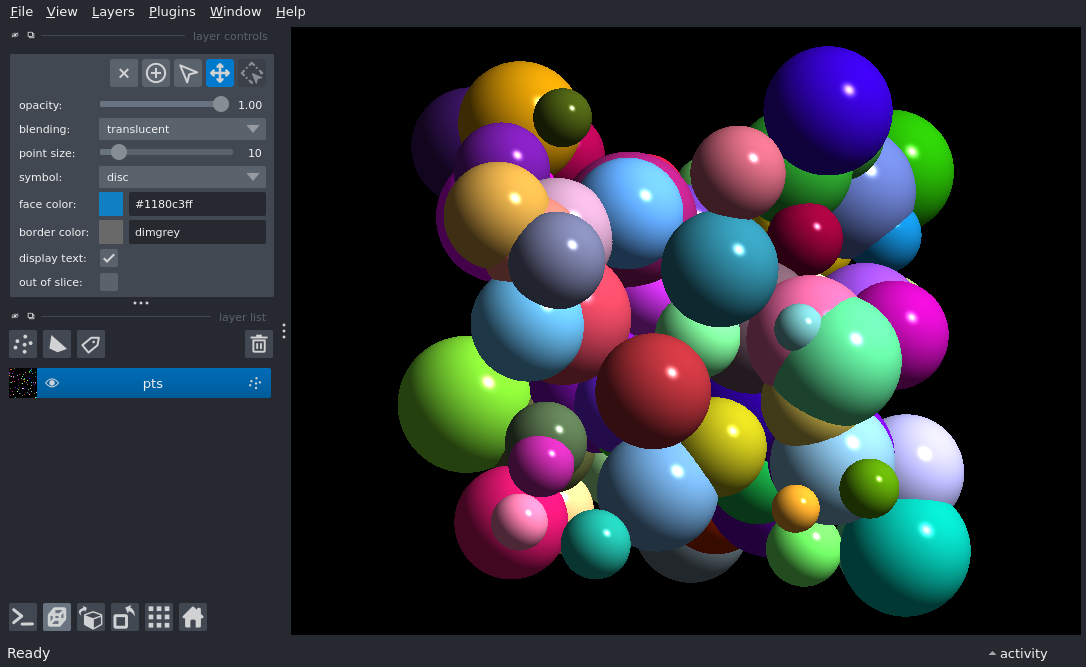 File View Layers Plugins Window Help
layer controls
opacity: 1.00
blending: translucent
point size: 10
symbol: disc
face color: #1180c3ff
border color: dimgrey
display text:
out of slice:
layer list
pts
Ready
activity